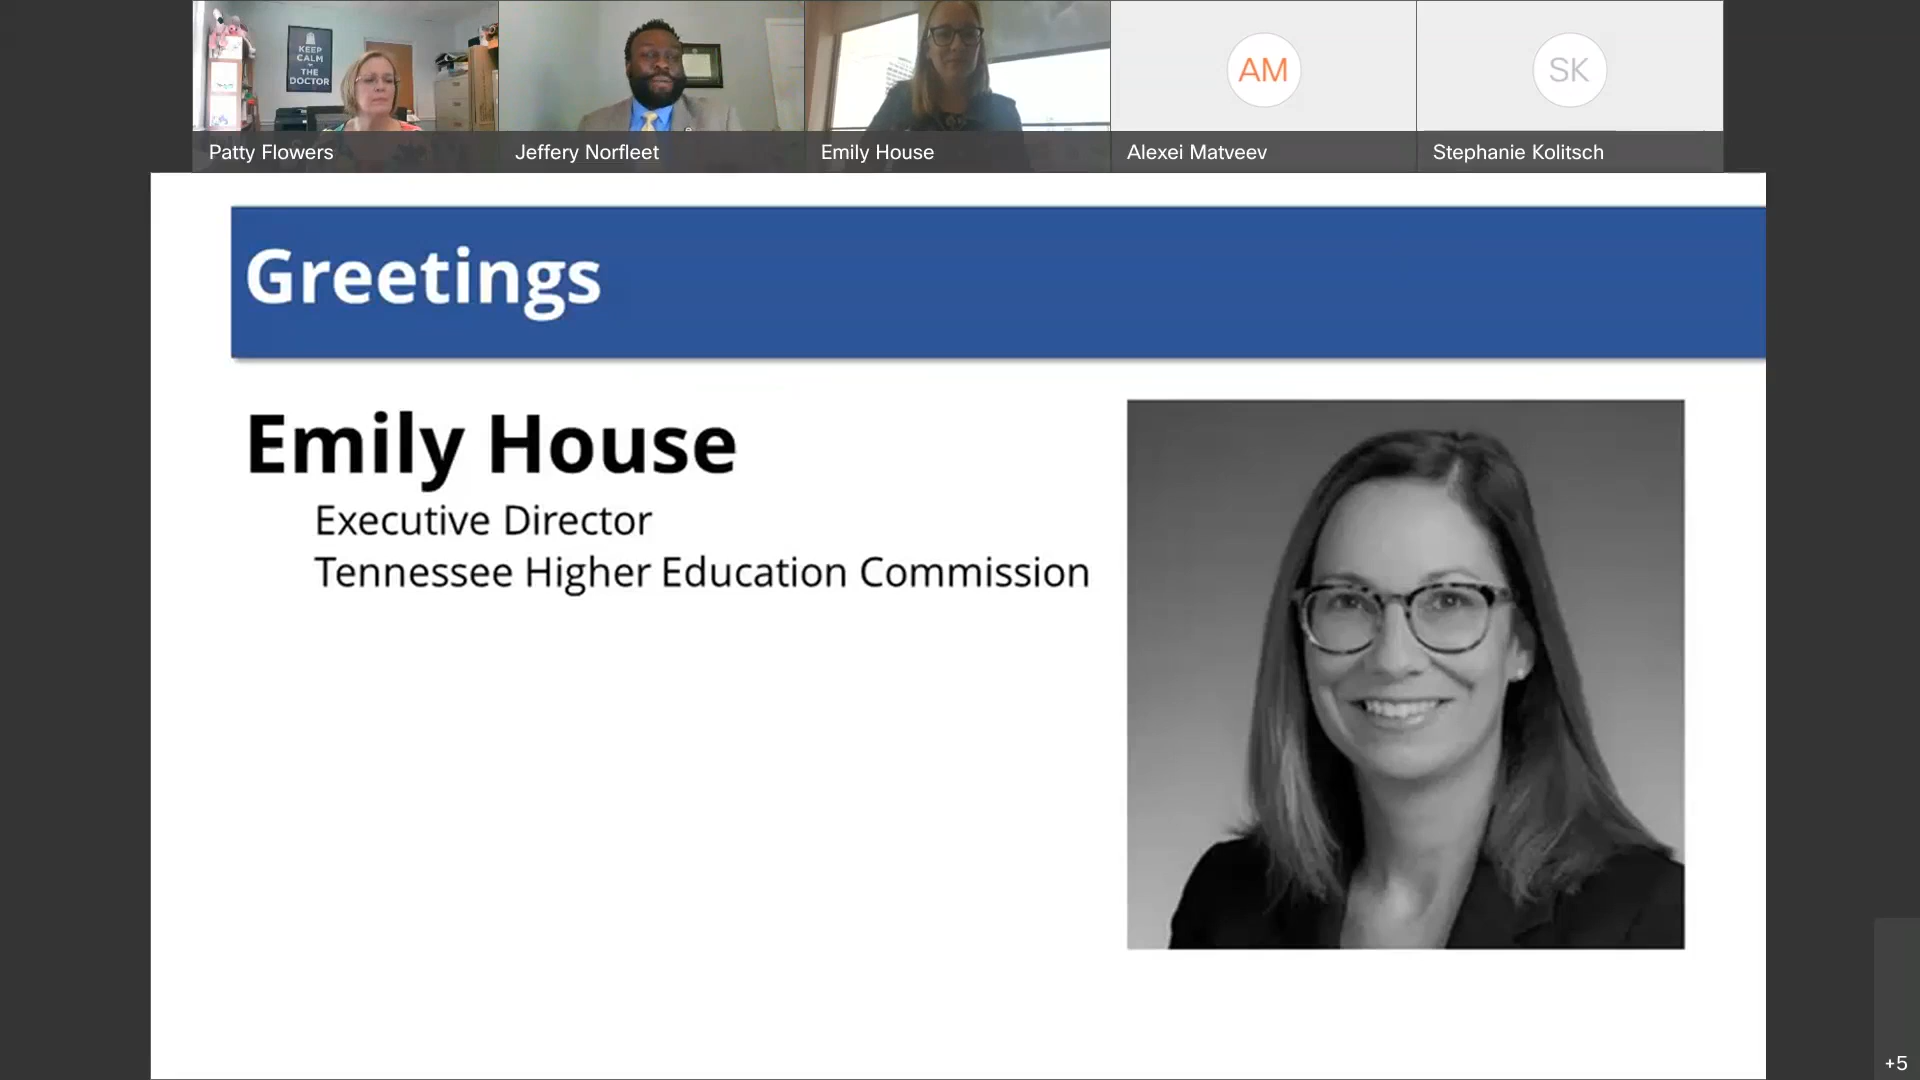 KEEP
CALM
THE
DOCTOR
Patty Flowers
Jeffery Norfleet
Emily House
AM
Alexei Matveev
SK
Stephanie Kolitsch
Greetings
Emily House
Executive Director
Tennessee Higher Education Commission
+5